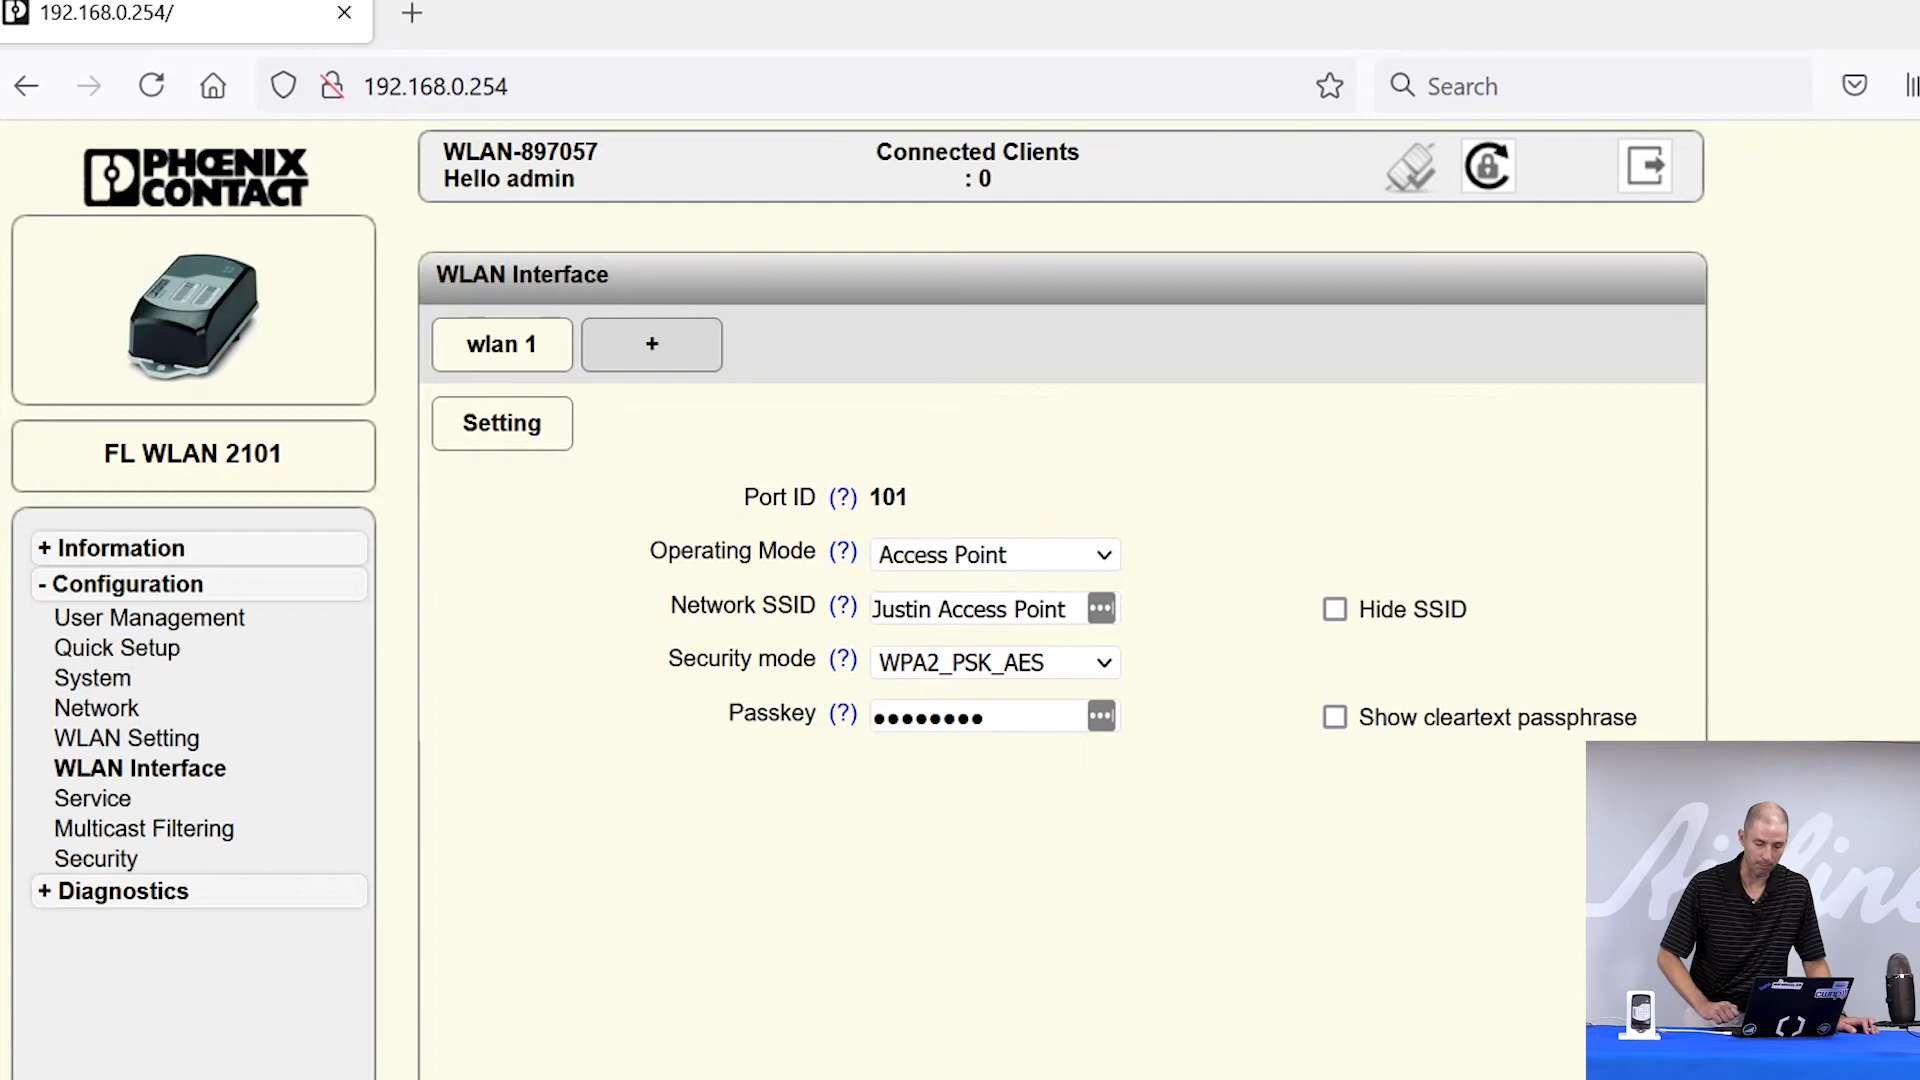 192.168.0.254/
192.168.0.254
Search
PHŒNIX
CONTACT
WLAN-897057
Hello admin
Connected Clients
: 0
FL WLAN 2101
+ Information
- Configuration
User Management
Quick Setup
System
Network
WLAN Setting
WLAN Interface
Service
Multicast Filtering
Security
+ Diagnostics
WLAN Interface
wlan 1
+
Setting
Port ID (?) 101
Operating Mode (?) Access Point
Network SSID (?) Justin Access Point
Hide SSID
Security mode (?) WPA2_PSK_AES
Passkey (?) ●●●●●●●●
Show cleartext passphrase